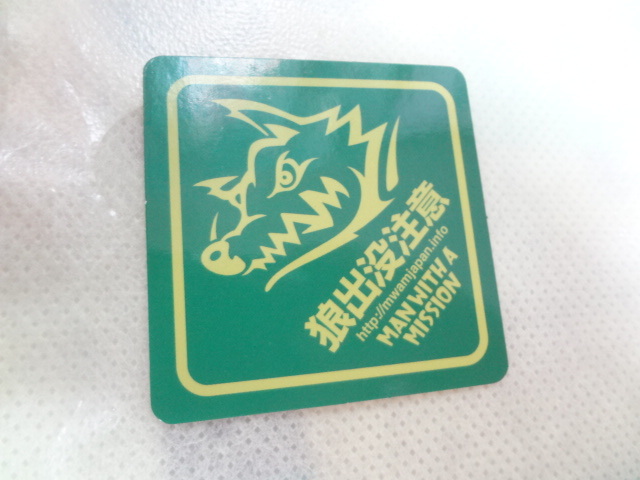 狼出没注意
http://mwamjapan.info
MAN WITH A
MISSION